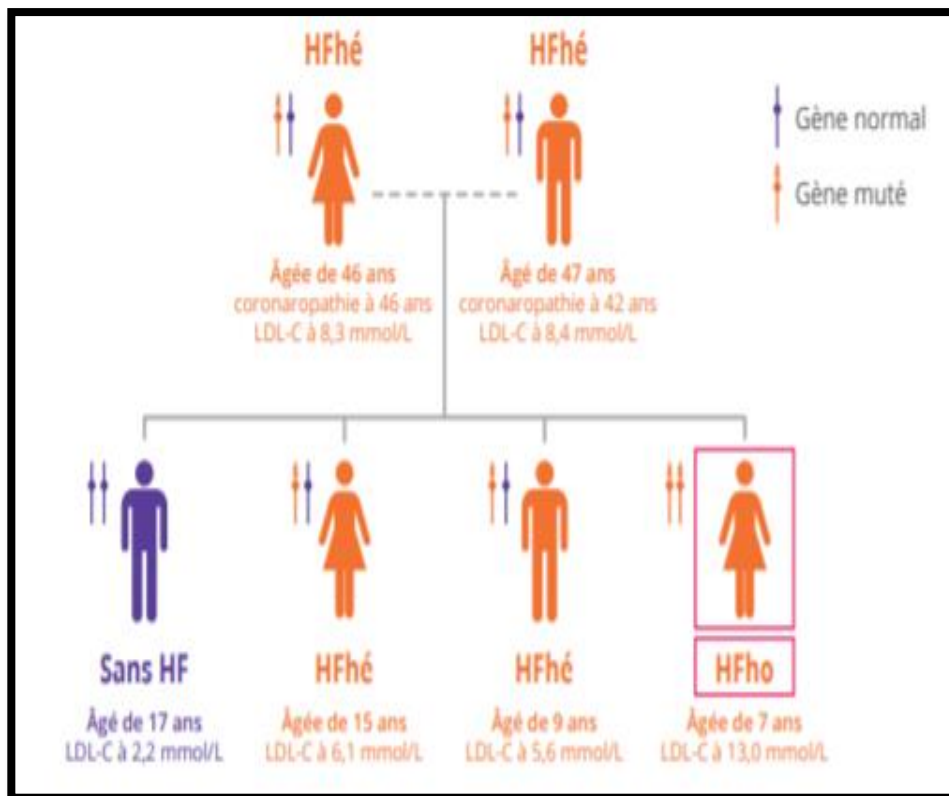 HFhé
HFhé
Gène normal
Gène muté
Âgée de 46 ans
coronaropathie à 46 ans
LDL-C à 8,3 mmol/L
Âgé de 47 ans
coronaropathie à 42 ans
LDL-C à 8,4 mmol/L
Sans HF
Âgé de 17 ans
LDL-C à 2,2 mmol/L
HFhé
Âgée de 15 ans
LDL-C à 6,1 mmol/L
HFhé
Âgé de 9 ans
LDL-C à 5,6 mmol/L
HFho
Âgée de 7 ans
LDL-C à 13,0 mmol/L